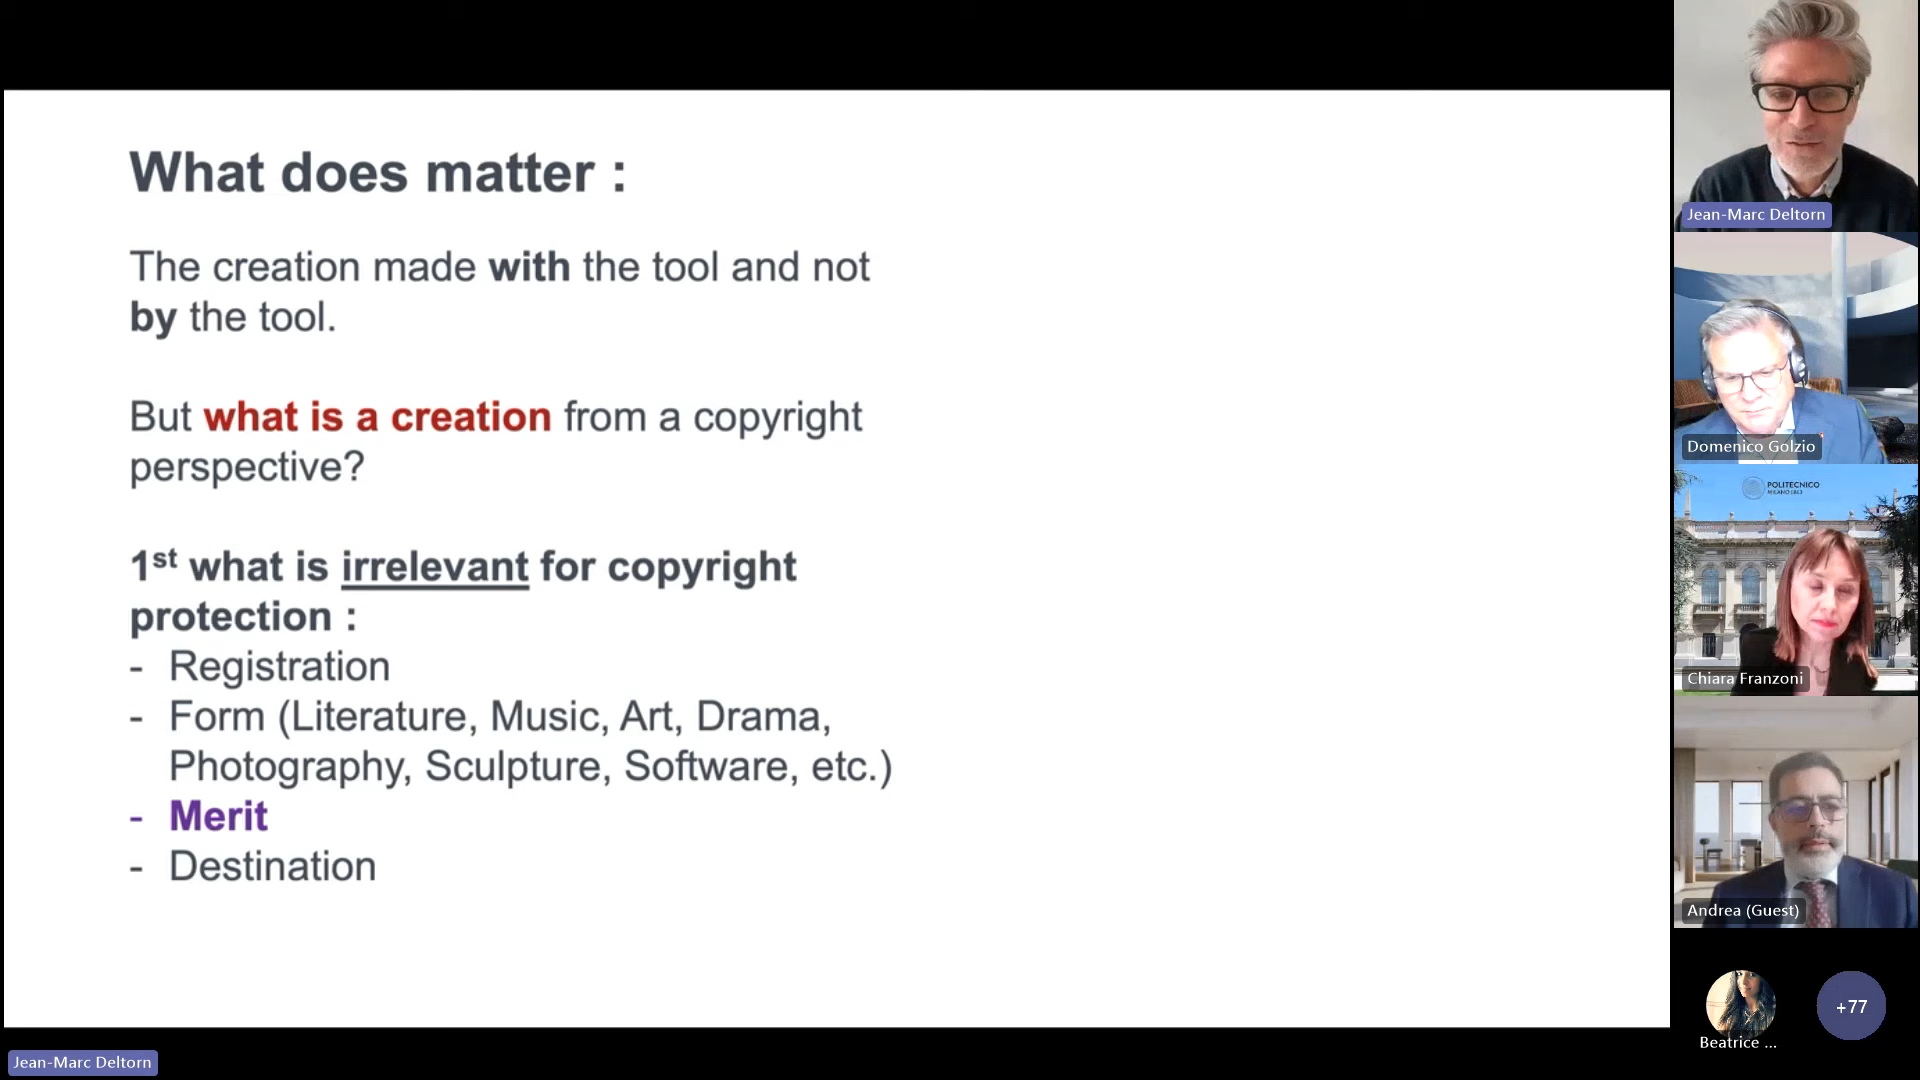 What does matter :
The creation made with the tool and not
by the tool.
But what is a creation from a copyright
perspective?
1st what is irrelevant for copyright
protection :
- Registration
- Form (Literature, Music, Art, Drama,
Photography, Sculpture, Software, etc.)
- Merit
- Destination
Jean-Marc Deltorn
Jean-Marc Deltorn
Domenico Golzio
POLITECNICO
MILANO 1863
Chiara Franzoni
Andrea (Guest)
+77
Beatrice ...